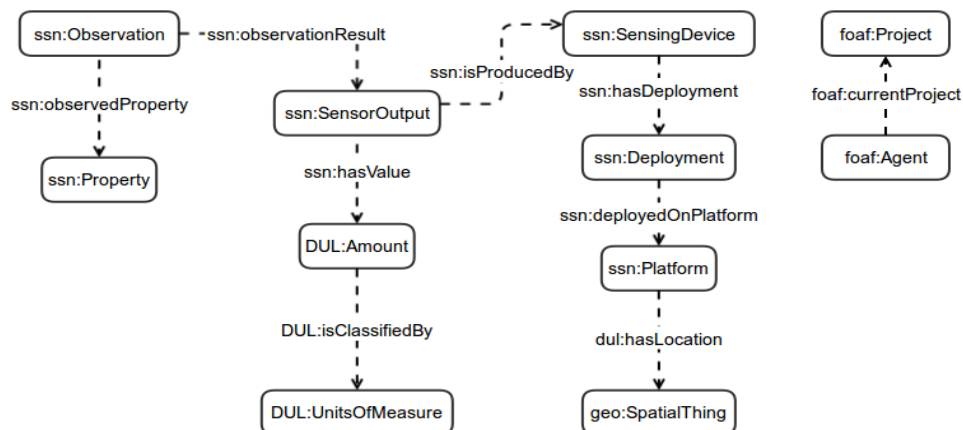 ssn:Observation
ssn:observationResult
ssn:SensingDevice
foaf:Project
ssn:isProducedBy
ssn:observedProperty
ssn:SensorOutput
ssn:hasDeployment
foaf:currentProject
ssn:Property
ssn:hasValue
ssn:Deployment
foaf:Agent
DUL:Amount
ssn:deployedOnPlatform
ssn:Platform
DUL:isClassifiedBy
dul:hasLocation
DUL:UnitsOfMeasure
geo:SpatialThing